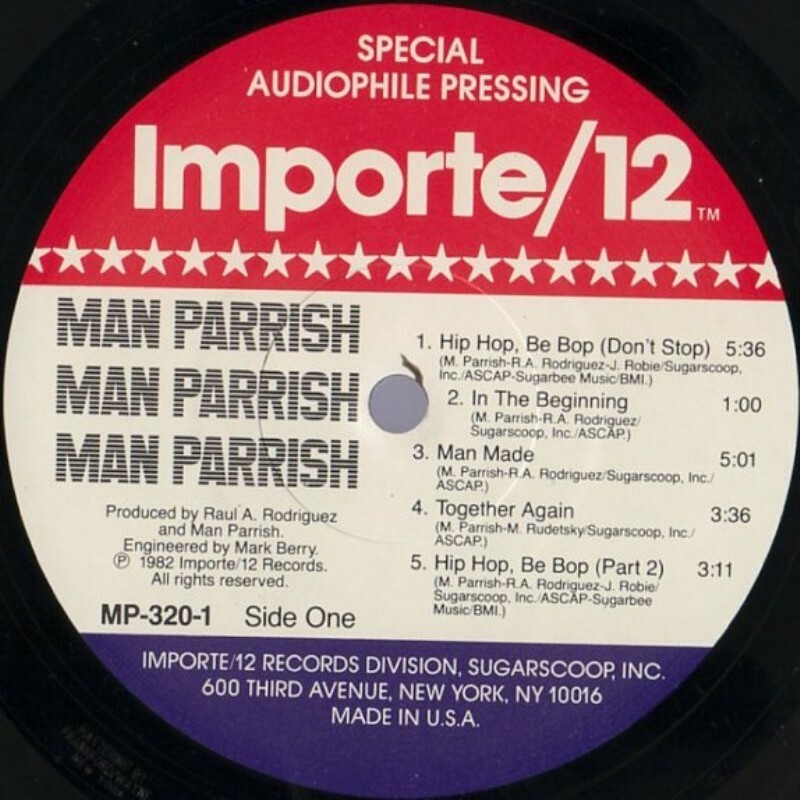 SPECIAL
AUDIOPHILE PRESSING
Importe/12 ™
MAN PARRISH
MAN PARRISH
MAN PARRISH
Produced by Raul A. Rodriguez
and Man Parrish.
Engineered by Mark Berry.
℗ 1982 Importe/12 Records.
All rights reserved.
MP-320-1 Side One
1. Hip Hop, Be Bop (Don't Stop) 5:36
(M. Parrish-R.A. Rodriguez-J. Robie/Sugarscoop,
Inc./ASCAP-Sugarbee Music/BMI.)
2. In The Beginning 1:00
(M. Parrish-R.A. Rodriguez/
Sugarscoop, Inc./ASCAP.)
3. Man Made 5:01
(M. Parrish-R.A. Rodriguez/Sugarscoop, Inc./
ASCAP.)
4. Together Again 3:36
(M. Parrish-M. Rudetsky/Sugarscoop, Inc./
ASCAP.)
5. Hip Hop, Be Bop (Part 2) 3:11
(M. Parrish-R.A. Rodriguez-J. Robie/
Sugarscoop, Inc./ASCAP-Sugarbee
Music/BMI.)
IMPORTE/12 RECORDS DIVISION, SUGARSCOOP, INC.
600 THIRD AVENUE, NEW YORK, NY 10016
MADE IN U.S.A.